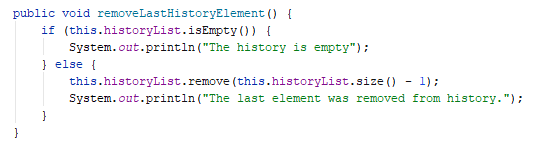 public void removeLastHistoryElement() {
    if (this.historyList.isEmpty()) {
        System.out.println("The history is empty");
    } else {
        this.historyList.remove(this.historyList.size() - 1);
        System.out.println("The last element was removed from history.");
    }
}